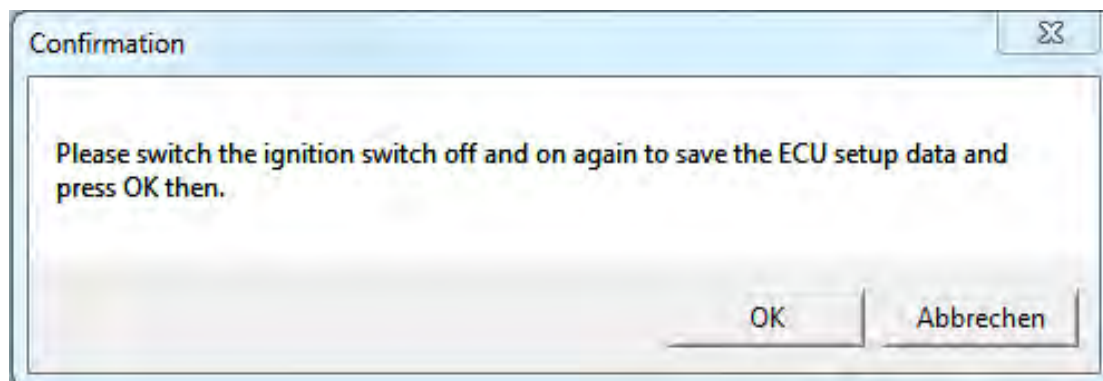 Confirmation
Please switch the ignition switch off and on again to save the ECU setup data and
press OK then.
OK
Abbrechen